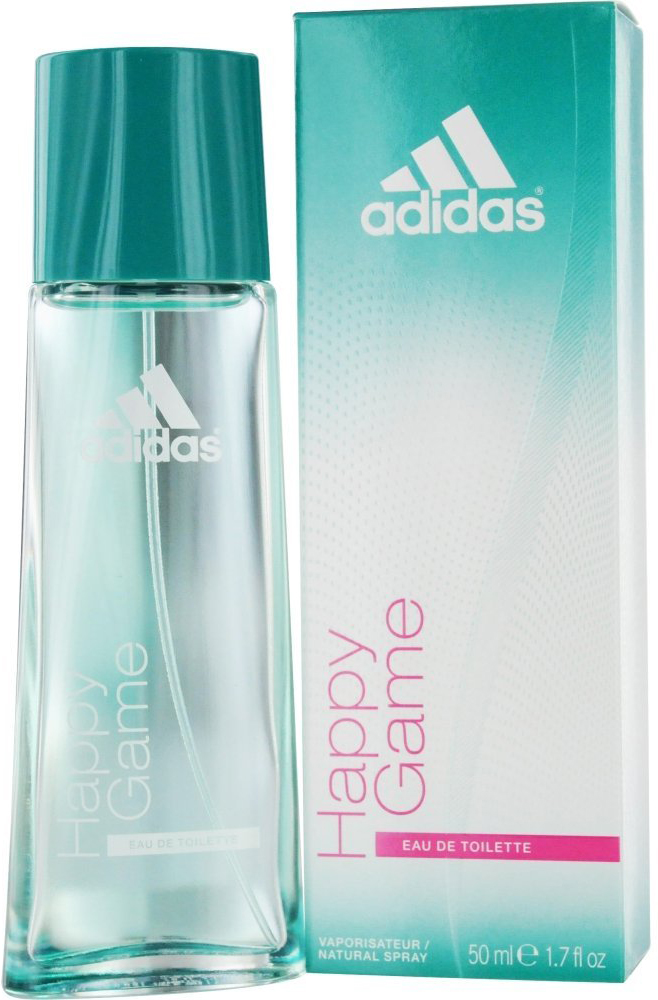 adidas
Happy
Game
EAU DE TOILETTE
adidas®
Happy
Game
EAU DE TOILETTE
VAPORISATEUR /
NATURAL SPRAY
50 ml ℮ 1.7 fl oz